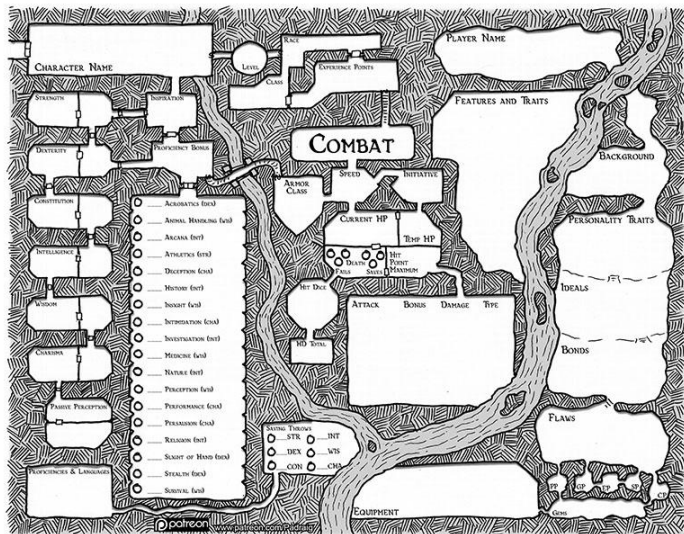 Character Name
Level
Race
Class
Experience Points
Player Name
Strength
Inspiration
Features and Traits
Dexterity
Proficiency Bonus
Combat
Background
Speed
Initiative
Armor Class
Constitution
Acrobatics (dex)
Animal Handling (wis)
Arcana (int)
Athletics (str)
Deception (cha)
History (int)
Insight (wis)
Intimidation (cha)
Investigation (int)
Medicine (wis)
Nature (int)
Perception (wis)
Performance (cha)
Persuasion (cha)
Religion (int)
Slight of Hand (dex)
Stealth (dex)
Survival (wis)
Current HP
Temp HP
Personality Traits
Intelligence
Death
Fails
Saves
Hit Point Maximum
Hit Dice
HD Total
Ideals
Attack Bonus Damage Type
Wisdom
Charisma
Bonds
Passive Perception
Flaws
Saving Throws
STR INT
DEX WIS
CON CHA
Proficiencies & Languages
Equipment
PP GP EP SP CP
Gems
patreon www.patreon.com/Padraig